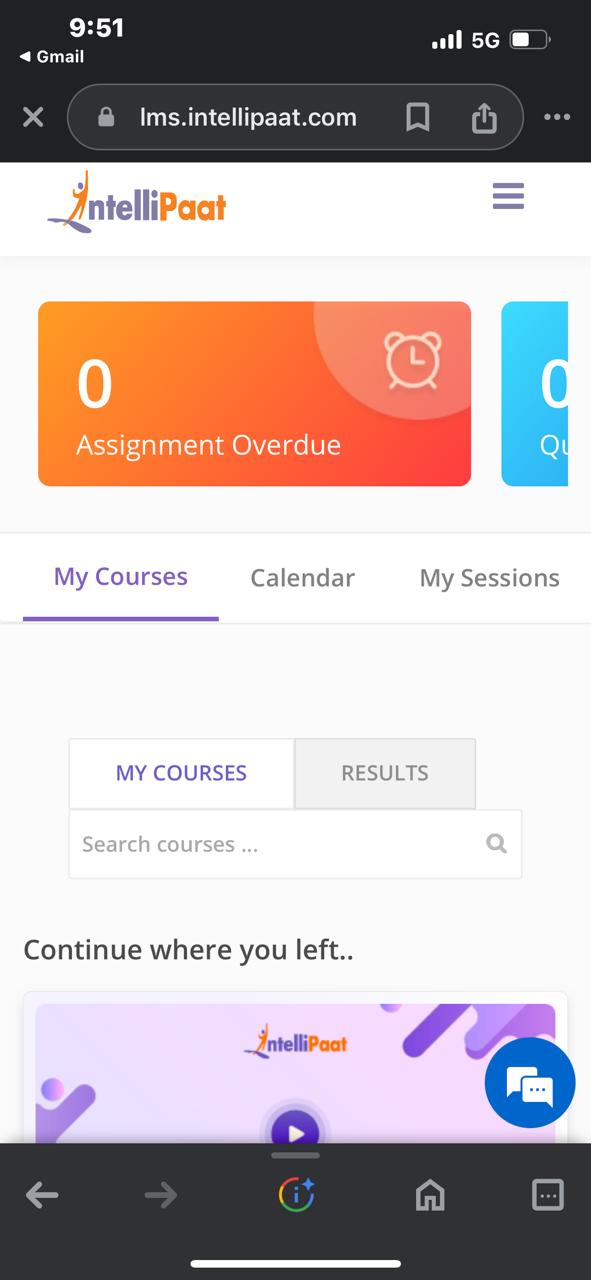 9:51
Gmail
5G
lms.intellipaat.com
IntelliPaat
0
Assignment Overdue
0
Qu
My Courses
Calendar
My Sessions
MY COURSES
RESULTS
Search courses ...
Continue where you left..
IntelliPaat